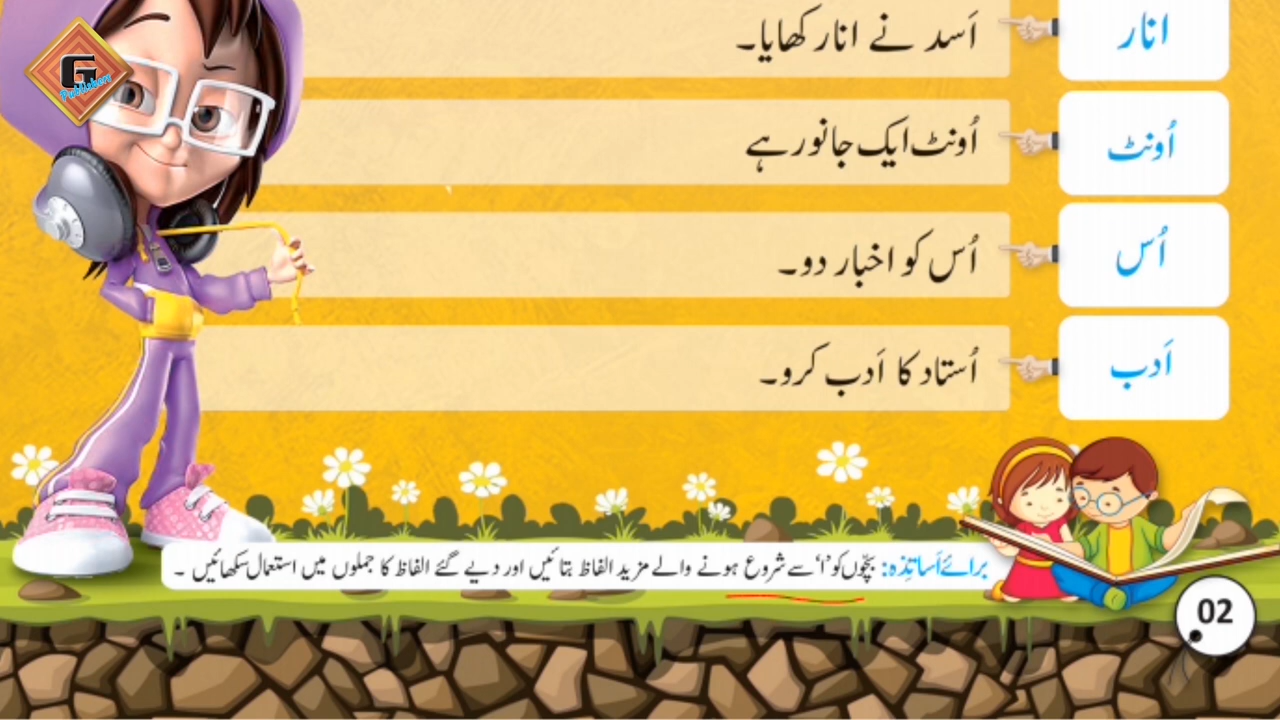 انار
اَسد نے انار کھایا۔
اُونٹ
اُونٹ ایک جانور ہے
اُس
اُس کو اخبار دو۔
اَدب
اُستاد کا اَدب کرو۔
برائے اَساتِذہ: بچّوں کو ’ا‘ سے شروع ہونے والے مزید الفاظ بتائیں اور دیے گئے الفاظ کا جملوں میں استعمال سکھائیں ۔
02
G
Publishers